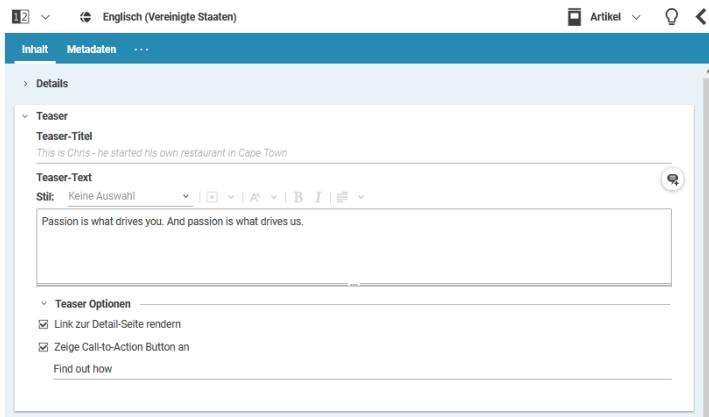 12 Englisch (Vereinigte Staaten) Artikel
Inhalt Metadaten ...
Details
Teaser
Teaser-Titel
This is Chris - he started his own restaurant in Cape Town
Teaser-Text
Stil: Keine Auswahl B I
Passion is what drives you. And passion is what drives us.
Teaser Optionen
Link zur Detail-Seite rendern
Zeige Call-to-Action Button an
Find out how